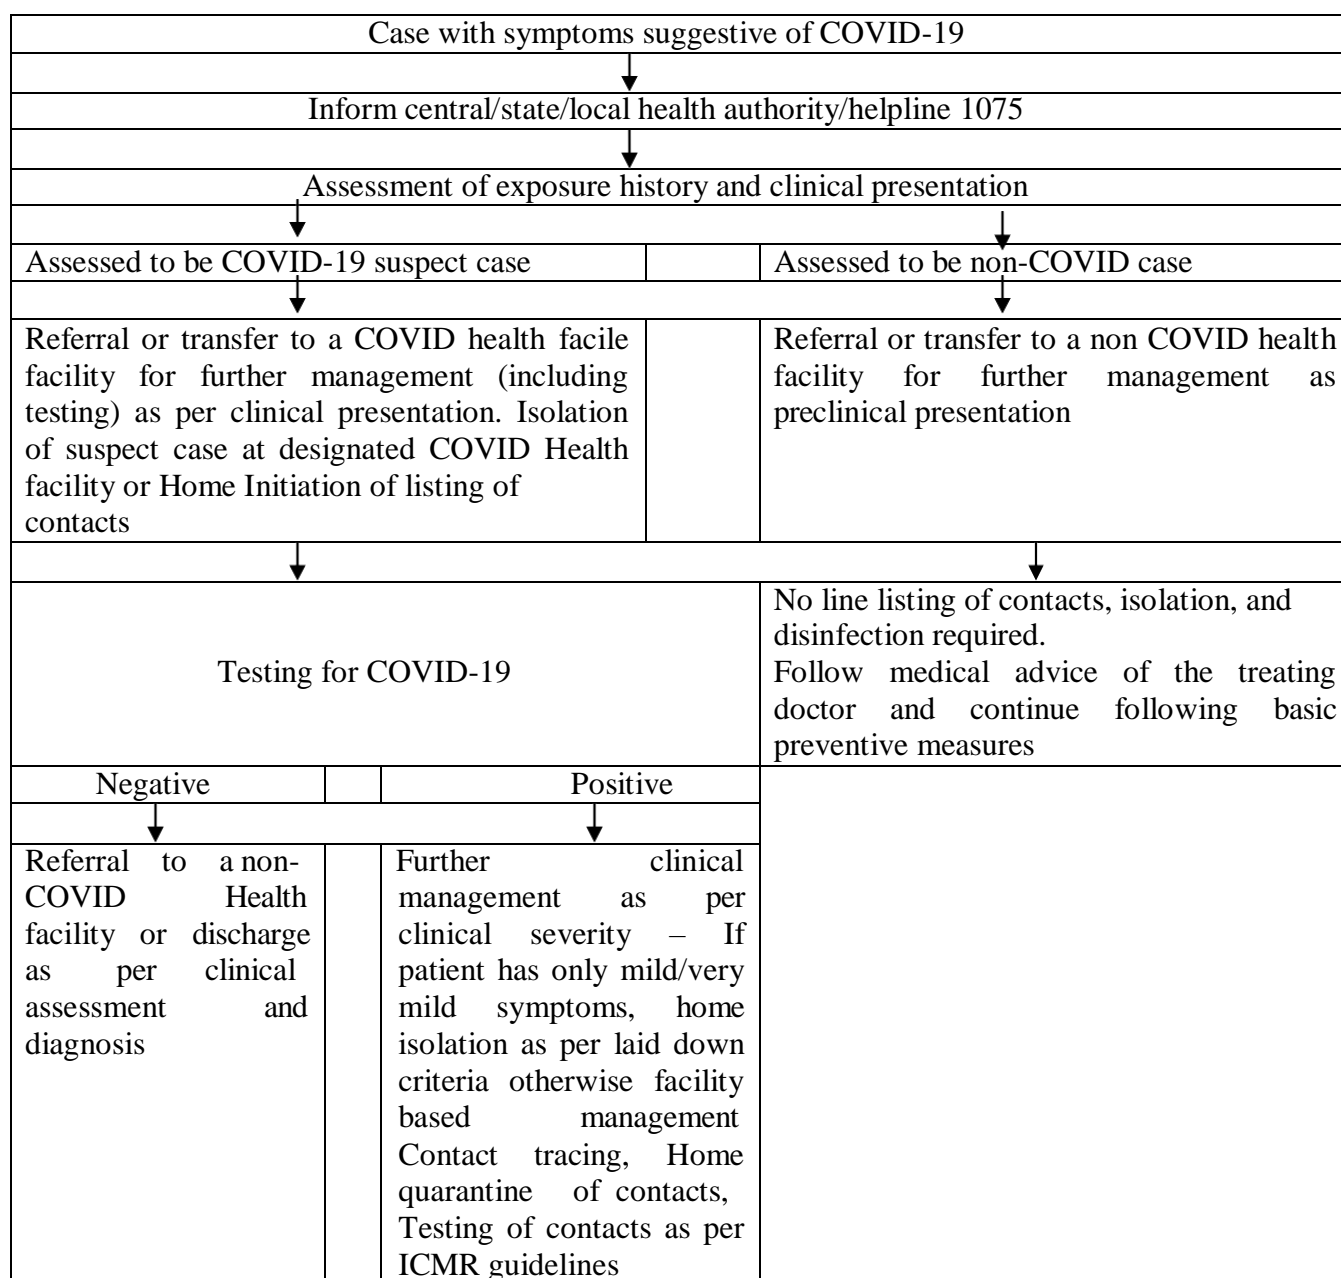 Case with symptoms suggestive of COVID-19
Inform central/state/local health authority/helpline 1075
Assessment of exposure history and clinical presentation
Assessed to be COVID-19 suspect case
Assessed to be non-COVID case
Referral or transfer to a COVID health facile
facility for further management (including
testing) as per clinical presentation. Isolation
of suspect case at designated COVID Health
facility or Home Initiation of listing of
contacts
Referral or transfer to a non COVID health
facility for further management as
preclinical presentation
Testing for COVID-19
No line listing of contacts, isolation, and
disinfection required.
Follow medical advice of the treating
doctor and continue following basic
preventive measures
Negative
Positive
Referral to a non-
COVID Health
facility or discharge
as per clinical
assessment and
diagnosis
Further clinical
management as per
clinical severity – If
patient has only mild/very
mild symptoms, home
isolation as per laid down
criteria otherwise facility
based management
Contact tracing, Home
quarantine of contacts,
Testing of contacts as per
ICMR guidelines